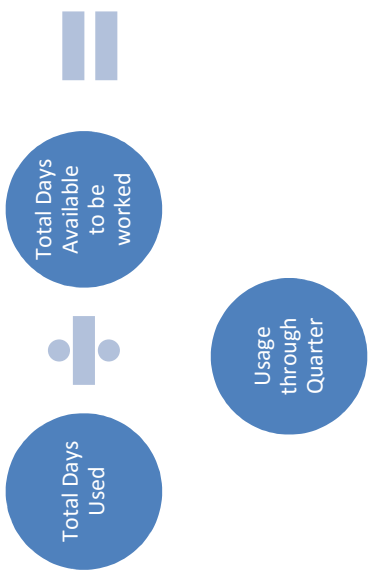 Total Days
Used
Total Days
Available
to be
worked
Usage
through
Quarter